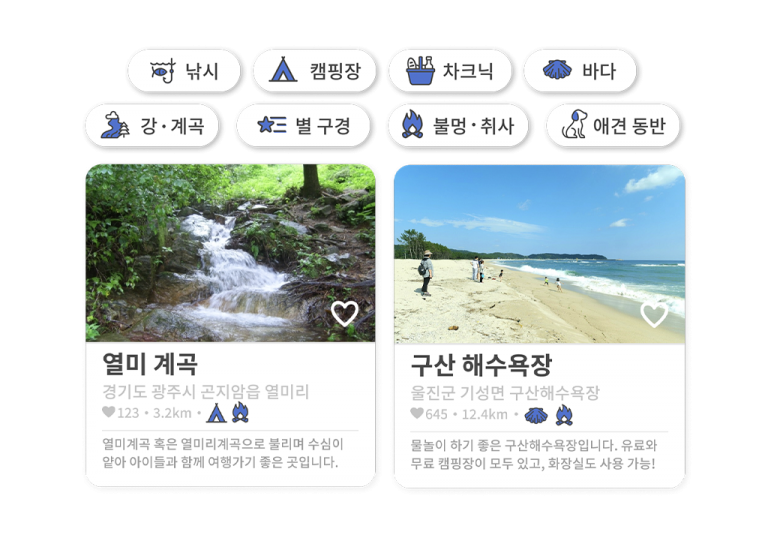 낚시
캠핑장
차크닉
바다
강·계곡
별 구경
불멍·취사
애견 동반
열미 계곡
경기도 광주시 곤지암읍 열미리
123 • 3.2km •
열미계곡 혹은 열미리계곡으로 불리며 수심이
얕아 아이들과 함께 여행가기 좋은 곳입니다.
구산 해수욕장
울진군 기성면 구산해수욕장
645 • 12.4km •
물놀이 하기 좋은 구산해수욕장입니다. 유료와
무료 캠핑장이 모두 있고, 화장실도 사용 가능!